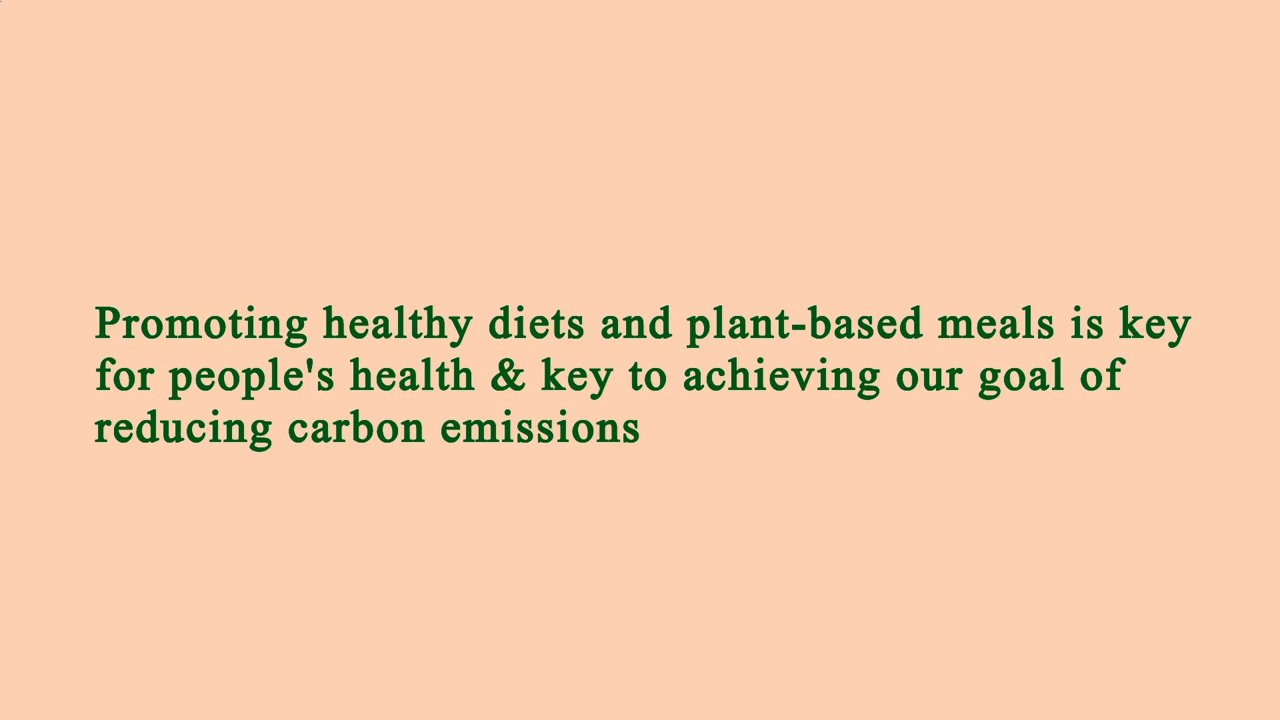 Promoting healthy diets and plant-based meals is key
for people's health & key to achieving our goal of
reducing carbon emissions